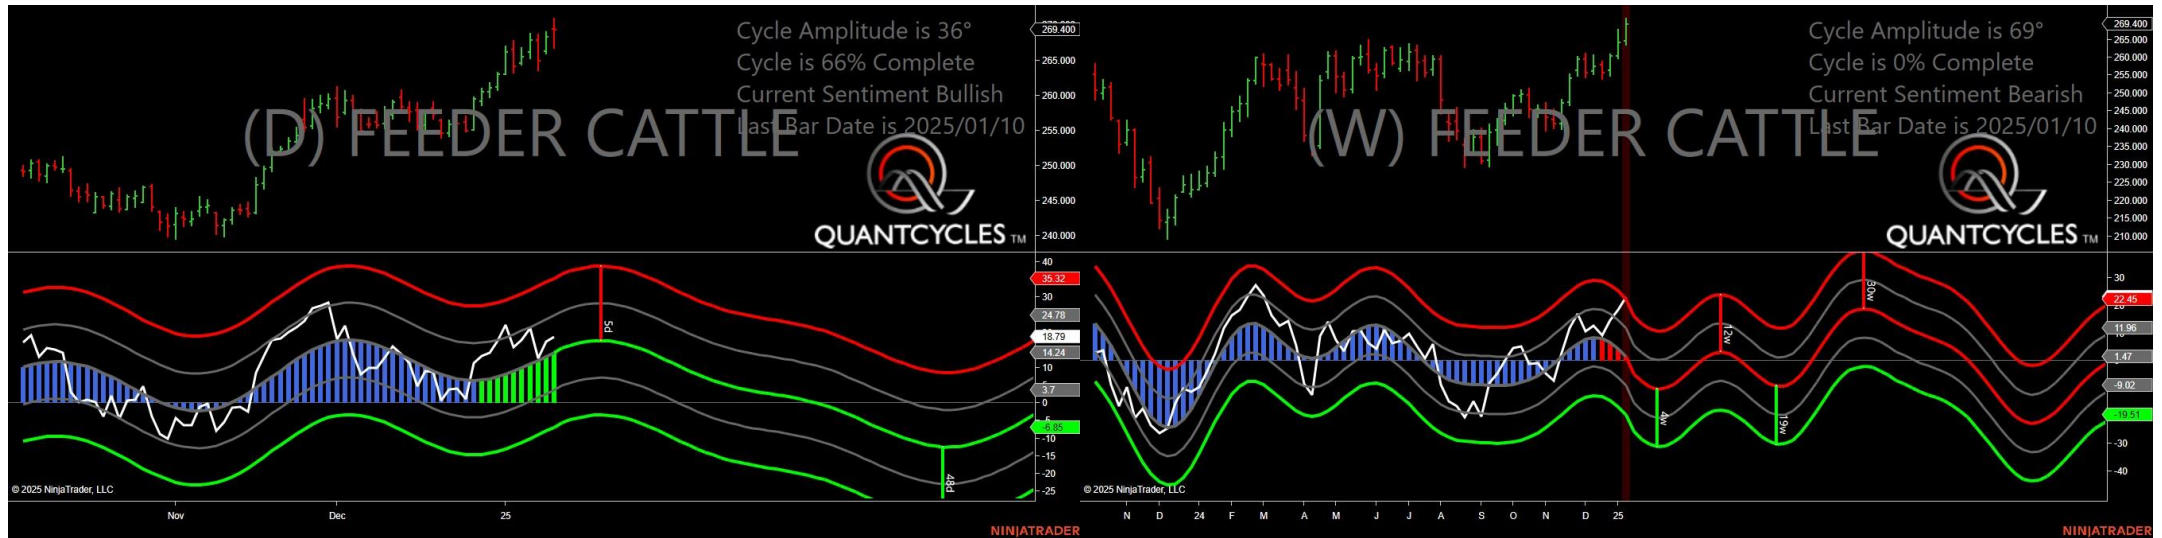 Cycle Amplitude is 36°
Cycle is 66% Complete
Current Sentiment Bullish
Last Bar Date is 2025/01/10
(D) FEEDER CATTLE
QUANTCYCLES TM
269.400
265.000
260.000
255.000
250.000
245.000
240.000
40
35.32
30
24.78
18.79
14.24
10
3.7
0
-6.85
-10
-15
-20
-25
5d
48d
© 2025 NinjaTrader, LLC
Nov
Dec
25
NINJATRADER
Cycle Amplitude is 69°
Cycle is 0% Complete
Current Sentiment Bearish
Last Bar Date is 2025/01/10
(W) FEEDER CATTLE
QUANTCYCLES TM
269.400
265.000
260.000
255.000
250.000
245.000
240.000
230.000
225.000
220.000
215.000
210.000
30
22.45
11.96
1.47
-9.02
-19.51
-30
-40
4w
12w
19w
30w
© 2025 NinjaTrader, LLC
N D 24 F M A M J J A S O N D 25
NINJATRADER